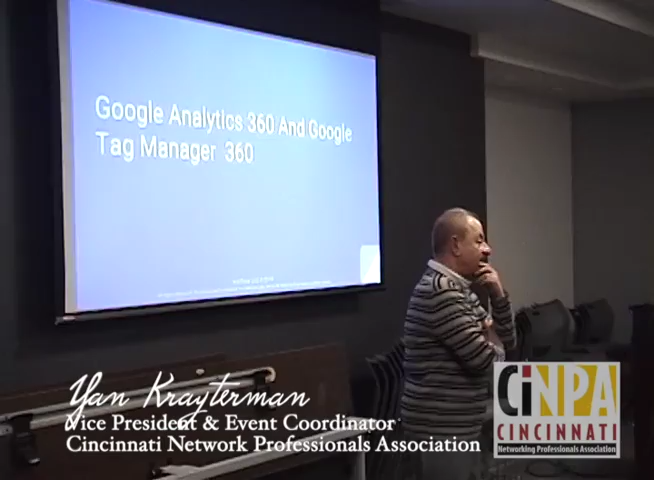 Google Analytics 360 And Google
Tag Manager 360
Yan Krayterman
Vice President & Event Coordinator
Cincinnati Network Professionals Association
CiNPA
CINCINNATI
Networking Professionals Association